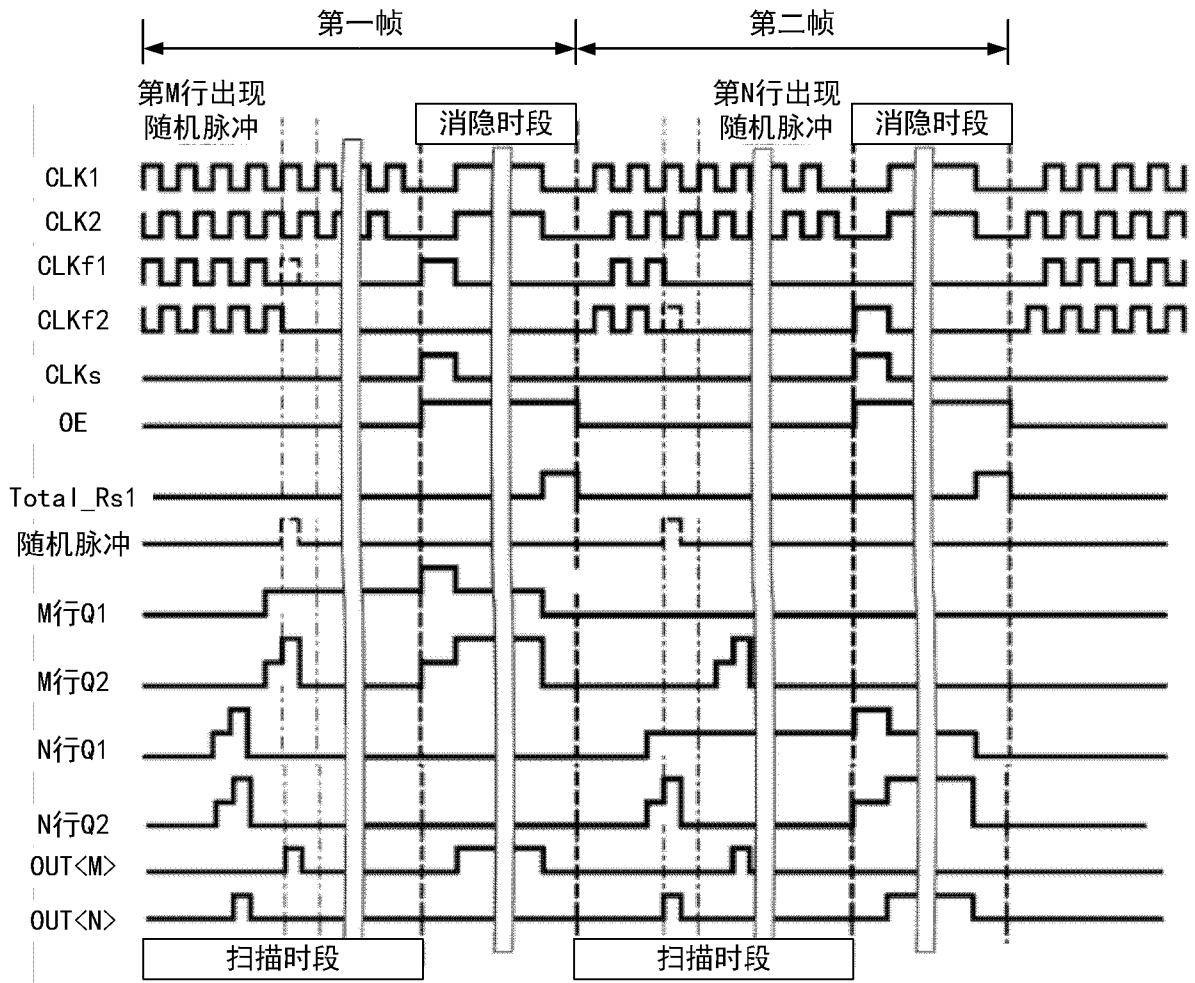 第一帧
第二帧
第M行出现
随机脉冲
消隐时段
第N行出现
随机脉冲
消隐时段
CLK1
CLK2
CLKf1
CLKf2
CLKs
OE
Total_Rs1
随机脉冲
M行Q1
M行Q2
N行Q1
N行Q2
OUT<M>
OUT<N>
扫描时段
扫描时段